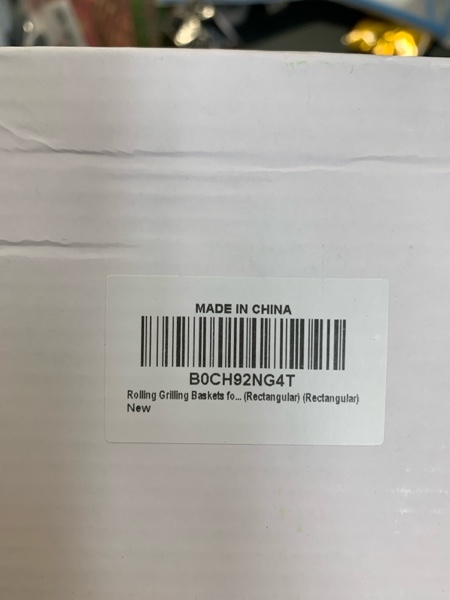 MADE IN CHINA
B0CH92NG4T
Rolling Grilling Baskets fo... (Rectangular) (Rectangular)
New